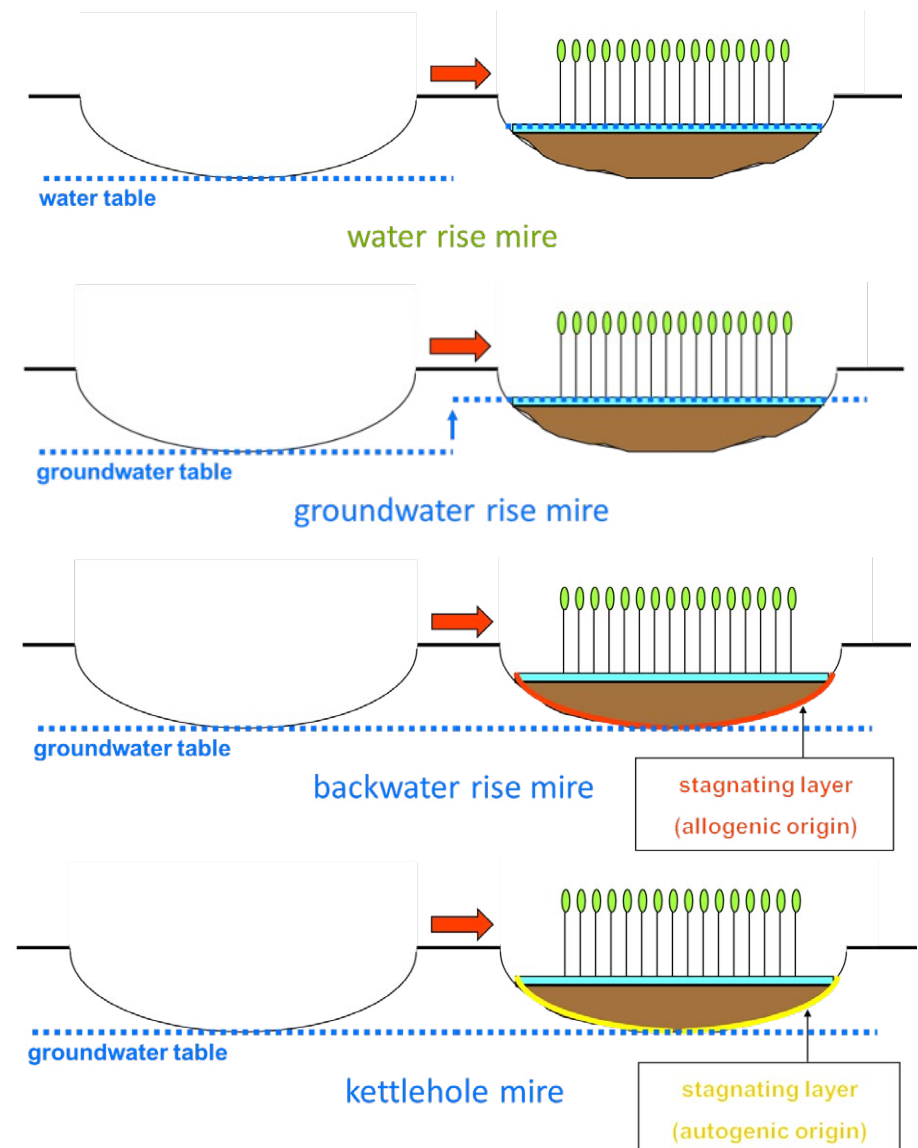 water table
water rise mire
groundwater table
groundwater rise mire
groundwater table
backwater rise mire
stagnating layer
(allogenic origin)
groundwater table
kettlehole mire
stagnating layer
(autogenic origin)